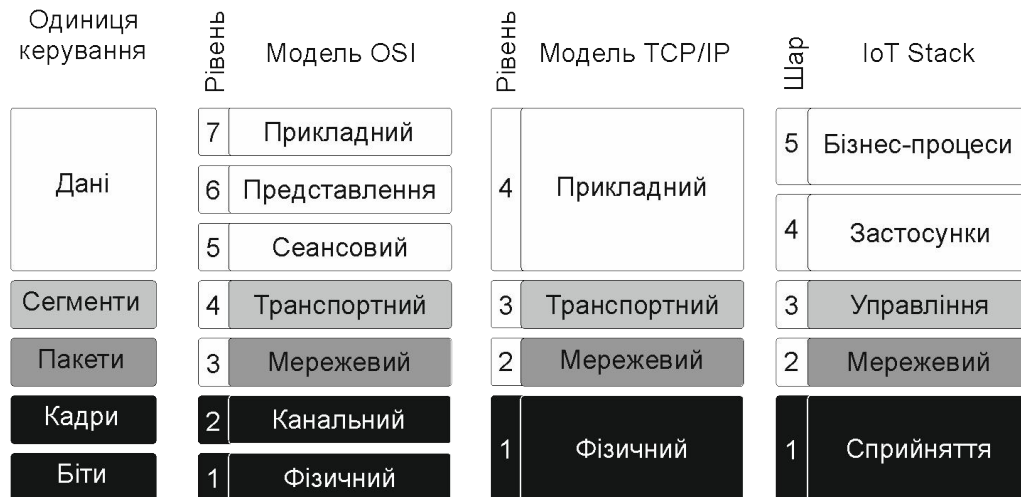 Одиниця
керування
Рівень
Модель OSI
Рівень
Модель TCP/IP
Шар
IoT Stack
Дані
7 Прикладний
6 Представлення
5 Сеансовий
4 Прикладний
5 Бізнес-процеси
4 Застосунки
Сегменти
4 Транспортний
3 Транспортний
3 Управління
Пакети
3 Мережевий
2 Мережевий
2 Мережевий
Кадри
2 Канальний
Біти
1 Фізичний
1 Фізичний
1 Сприйняття